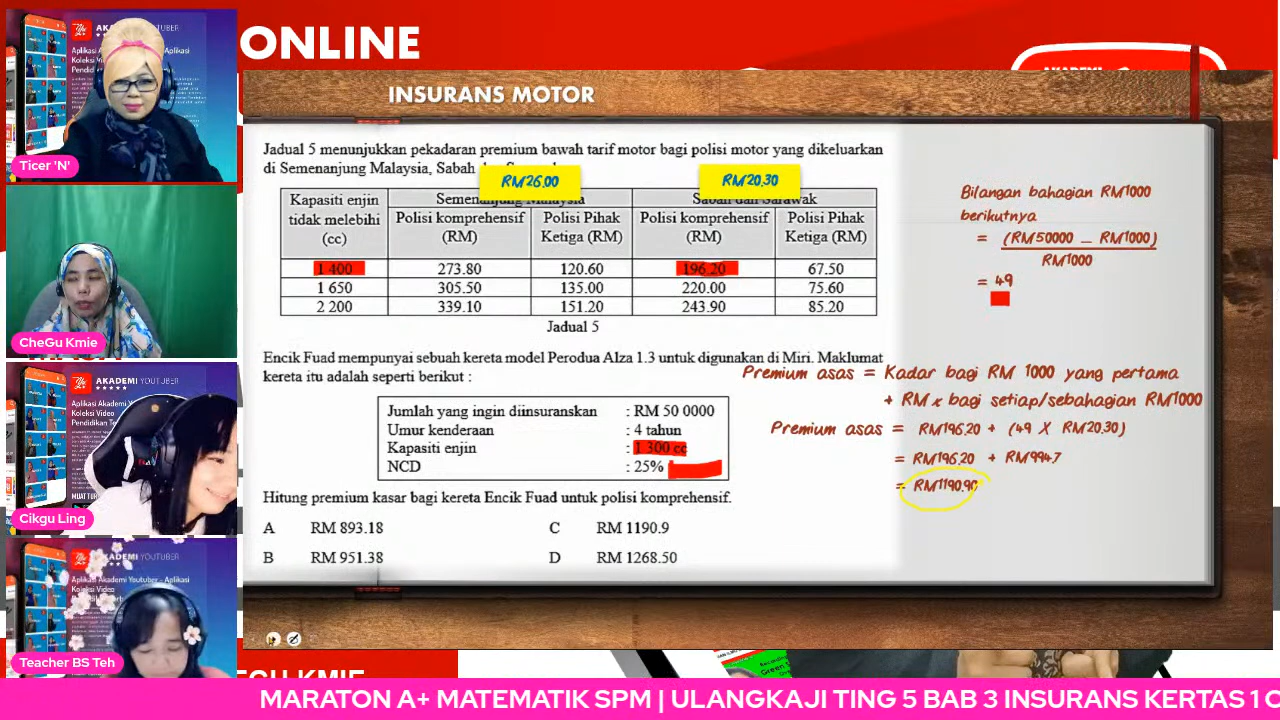 ONLINE
INSURANS MOTOR
Jadual 5 menunjukkan pekadaran premium bawah tarif motor bagi polisi motor yang dikeluarkan
di Semenanjung Malaysia, Sabah
RM26.00
RM20.30
Kapasiti enjin tidak melebihi (cc)
Semenanjung Malaysia
Sabah dan Sarawak
Polisi komprehensif (RM)
Polisi Pihak Ketiga (RM)
Polisi komprehensif (RM)
Polisi Pihak Ketiga (RM)
1 400 273.80 120.60 196.20 67.50
1 650 305.50 135.00 220.00 75.60
2 200 339.10 151.20 243.90 85.20
Jadual 5
Encik Fuad mempunyai sebuah kereta model Perodua Alza 1.3 untuk digunakan di Miri. Maklumat
kereta itu adalah seperti berikut :
Jumlah yang ingin diinsuranskan : RM 50 0000
Umur kenderaan : 4 tahun
Kapasiti enjin : 1 300 cc
NCD : 25%
Hitung premium kasar bagi kereta Encik Fuad untuk polisi komprehensif.
A RM 893.18 C RM 1190.9
B RM 951.38 D RM 1268.50
Bilangan bahagian RM1000
berikutnya
= (RM50000 - RM1000)
RM1000
= 49
Premium asas = Kadar bagi RM 1000 yang pertama
+ RMx bagi setiap/sebahagian RM1000
Premium asas = RM196.20 + (49 X RM20.30)
= RM196.20 + RM994.7
= RM1190.90
Ticer 'N'
CheGu Kmie
AKADEMI YOUTUBER
Cikgu Ling
Teacher BS Teh
MARATON A+ MATEMATIK SPM | ULANGKAJI TING 5 BAB 3 INSURANS KERTAS 1